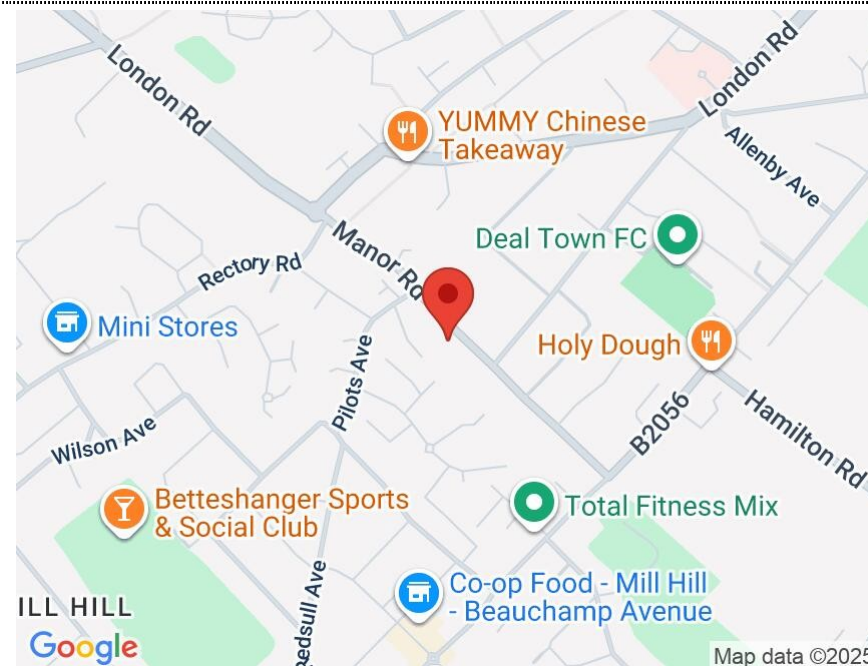 London Rd
London Rd
YUMMY Chinese
Takeaway
Allenby Ave
Deal Town FC
Manor Rd
Rectory Rd
Mini Stores
Holy Dough
Pilots Ave
B2056
Hamilton Rd
Wilson Ave
Betteshanger Sports
& Social Club
Total Fitness Mix
Co-op Food - Mill Hill
- Beauchamp Avenue
ILL HILL
edsull Ave
Google
Map data ©2025